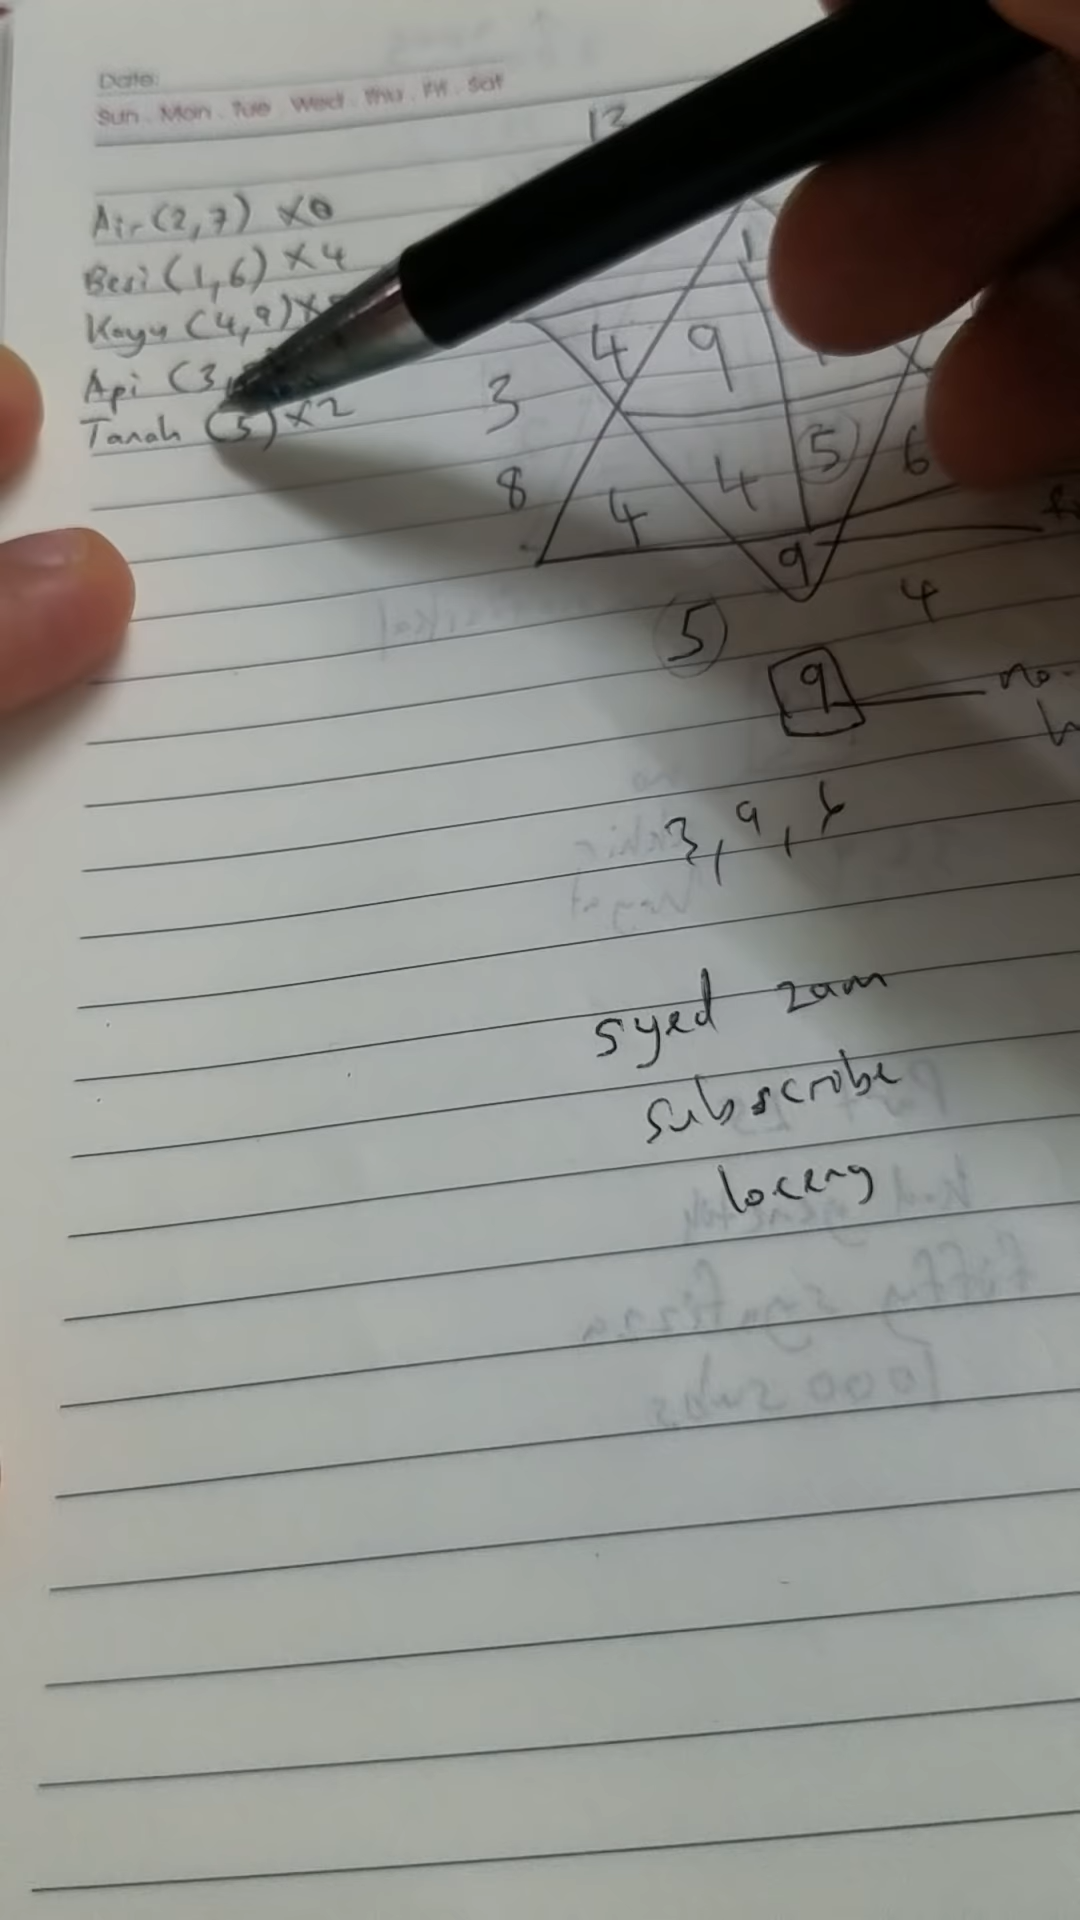 Date:
Sun . Mon . Tue . Wed . Thu . Fri . Sat
12
Air (2,7) x0
Besi (1,6) x4
Kayu (4,9) x
Api (3,
Tanah (5) x2
1
4 9
3
8 4 4 5 6
9
5 4
9 no.
3, 9, 6
syed zam
subscribe
loceng